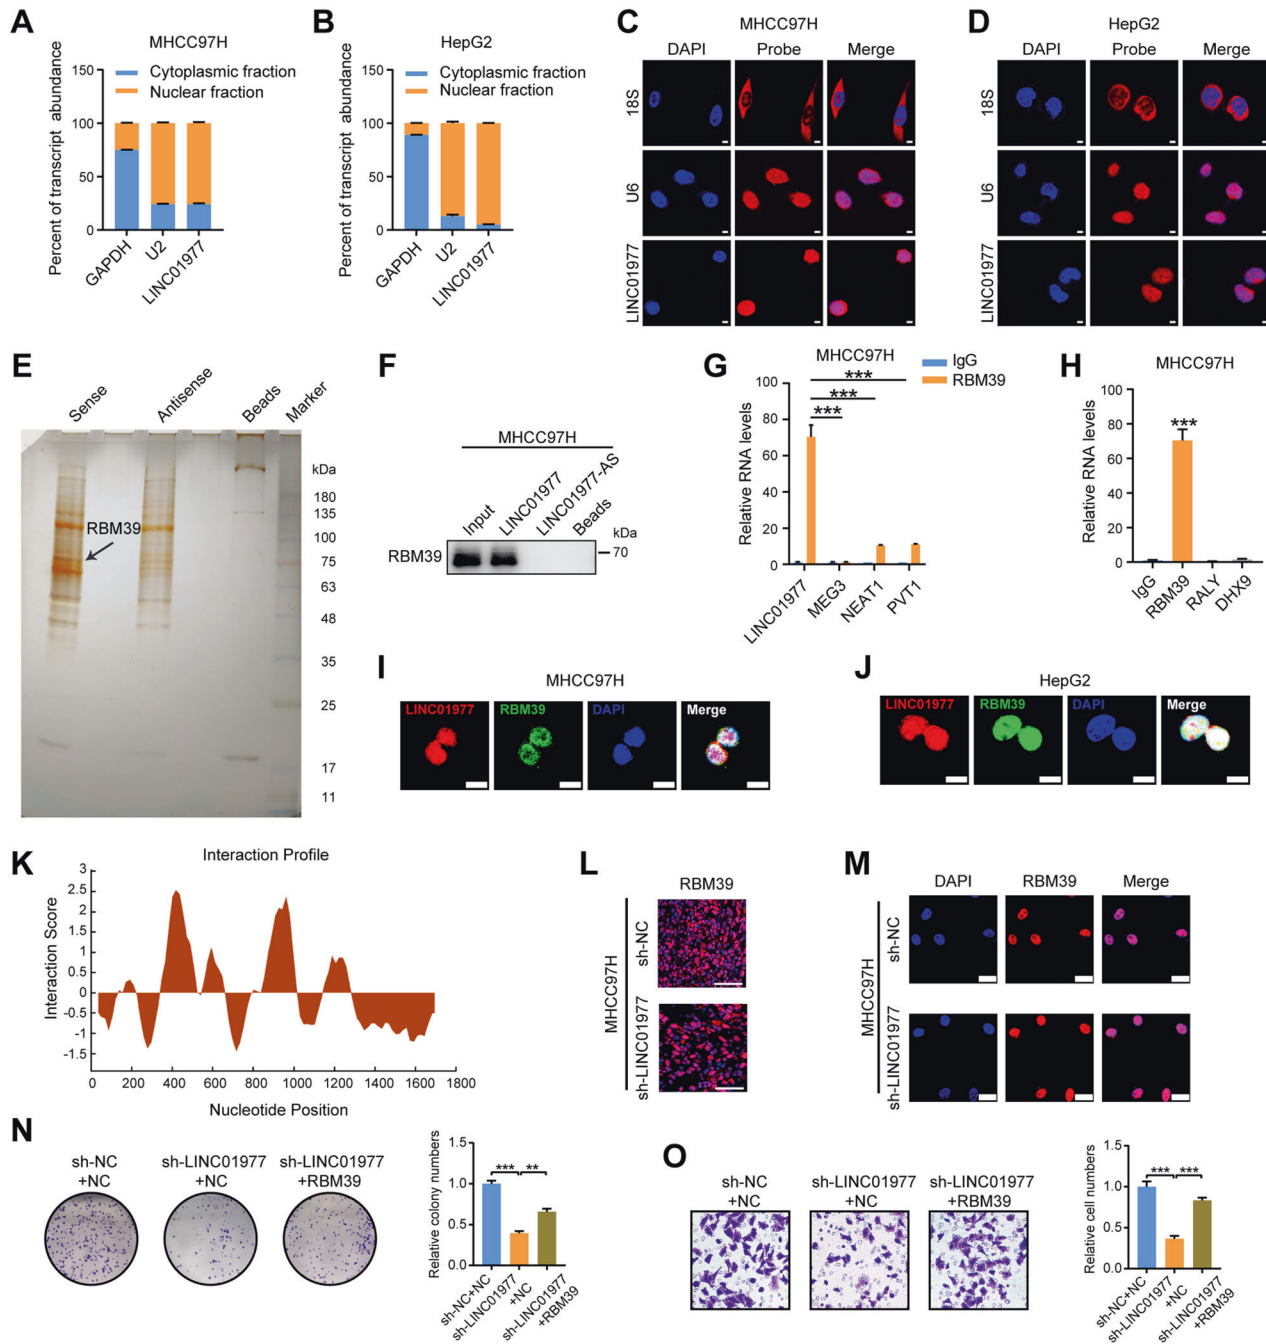 A
MHCC97H
Cytoplasmic fraction
Nuclear fraction
Percent of transcript abundance
150
100
50
0
GAPDH
U2
LINC01977
B
HepG2
Cytoplasmic fraction
Nuclear fraction
Percent of transcript abundance
150
100
50
0
GAPDH
U2
LINC01977
C
MHCC97H
DAPI Probe Merge
18S
U6
LINC01977
D
HepG2
DAPI Probe Merge
18S
U6
LINC01977
E
Sense Antisense Beads Marker
RBM39
kDa
180
135
100
75
63
48
35
25
17
11
F
MHCC97H
Input LINC01977 LINC01977-AS Beads
kDa
RBM39
70
G
MHCC97H
IgG
RBM39
Relative RNA levels
100
80
60
40
20
0
***
***
***
LINC01977
MEG3
NEAT1
PVT1
H
MHCC97H
Relative RNA levels
100
80
60
40
20
0
***
IgG
RBM39
RALY
DHX9
I
MHCC97H
LINC01977 RBM39 DAPI Merge
J
HepG2
LINC01977 RBM39 DAPI Merge
K
Interaction Profile
Interaction Score
3
2.5
2
1.5
1
0.5
0
-0.5
-1
-1.5
0 200 400 600 800 1000 1200 1400 1600 1800
Nucleotide Position
L
RBM39
MHCC97H
sh-NC
sh-LINC01977
M
DAPI RBM39 Merge
MHCC97H
sh-NC
sh-LINC01977
N
sh-NC +NC
sh-LINC01977 +NC
sh-LINC01977 +RBM39
Relative colony numbers
1.5
1.0
0.5
0.0
*** **
sh-NC+NC
sh-LINC01977 +NC
sh-LINC01977 +RBM39
O
sh-NC +NC
sh-LINC01977 +NC
sh-LINC01977 +RBM39
Relative cell numbers
1.5
1.0
0.5
0.0
*** ***
sh-NC+NC
sh-LINC01977 +NC
sh-LINC01977 +RBM39